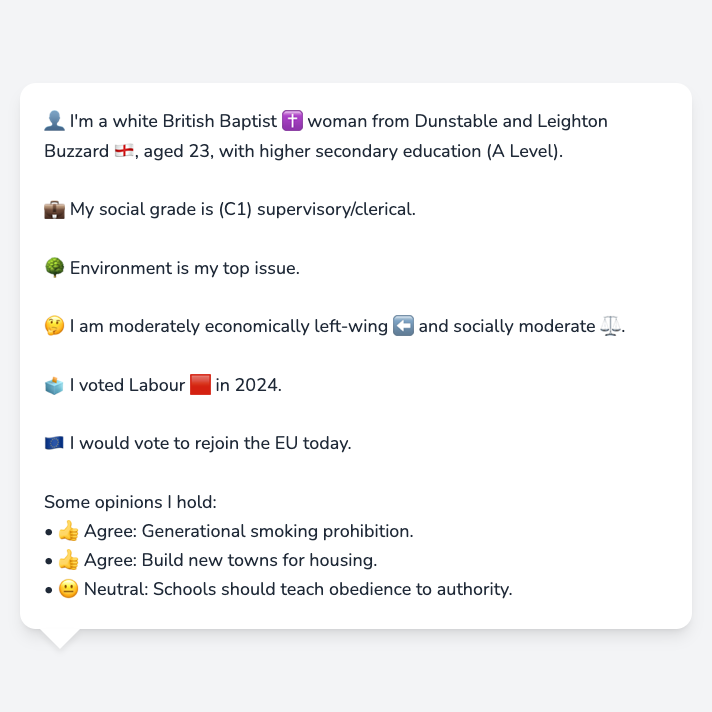 👤 I'm a white British Baptist ✝️ woman from Dunstable and Leighton
Buzzard 🏴󠁧󠁢󠁥󠁮󠁧󠁿, aged 23, with higher secondary education (A Level).
💼 My social grade is (C1) supervisory/clerical.
🌳 Environment is my top issue.
🤔 I am moderately economically left-wing ⬅️ and socially moderate ⚖️.
🗳️ I voted Labour 🟥 in 2024.
🇪🇺 I would vote to rejoin the EU today.
Some opinions I hold:
• 👍 Agree: Generational smoking prohibition.
• 👍 Agree: Build new towns for housing.
• 😐 Neutral: Schools should teach obedience to authority.